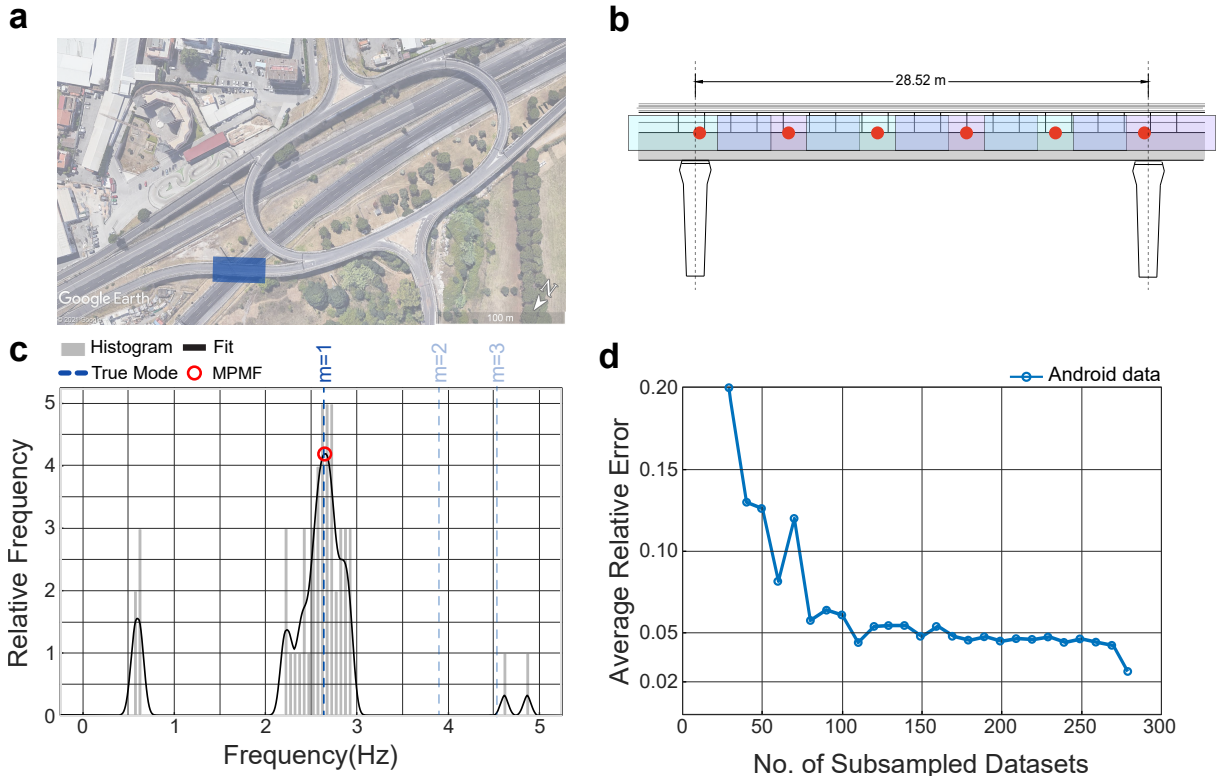 a
Google Earth
© 2021 Google
N
100 m
b
28.52 m
c
Histogram
Fit
True Mode
MPMF
m=1
m=2
m=3
Relative Frequency
5
4
3
2
1
0
0
1
2
3
4
5
Frequency(Hz)
d
Android data
Average Relative Error
0.20
0.15
0.10
0.05
0.02
0
50
100
150
200
250
300
No. of Subsampled Datasets